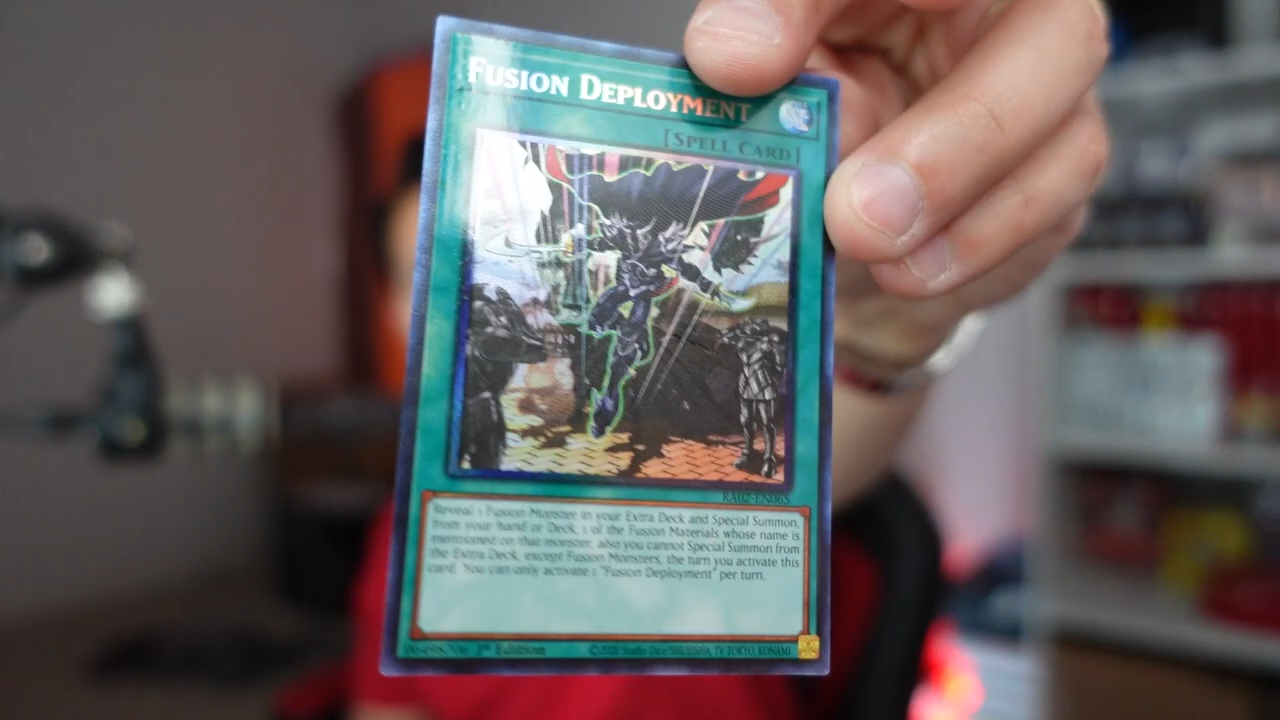 FUSION DEPLOYMENT
[SPELL CARD]
RA02-EN065
Reveal 1 Fusion Monster in your Extra Deck and Special Summon,
from your hand or Deck, 1 of the Fusion Materials whose name is
mentioned on that monster, also you cannot Special Summon from
the Extra Deck, except Fusion Monsters, the turn you activate this
card. You can only activate 1 "Fusion Deployment" per turn.
1st Edition
Studio Dice/SHUEISHA, TV TOKYO, KONAMI